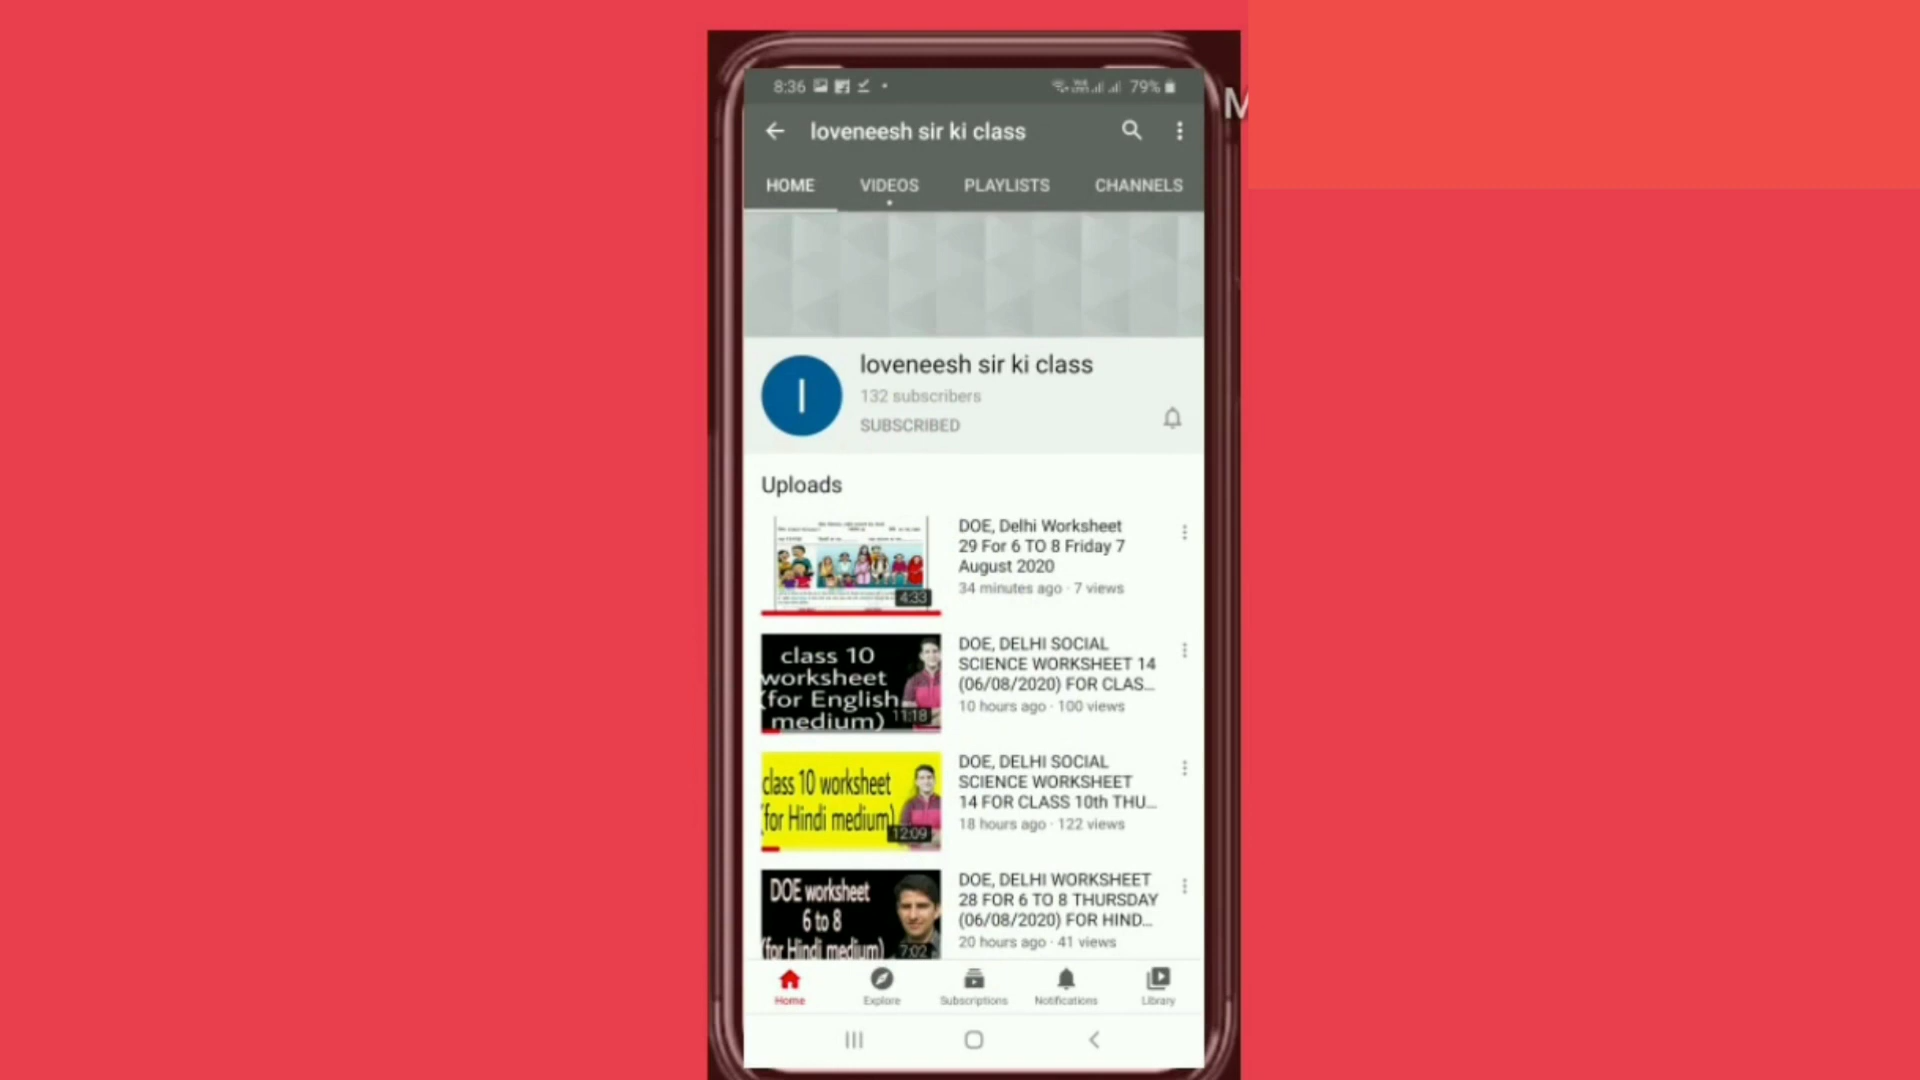 8:36
79%
M
loveneesh sir ki class
HOME VIDEOS PLAYLISTS CHANNELS
loveneesh sir ki class
132 subscribers
SUBSCRIBED
Uploads
4:33
DOE, Delhi Worksheet
29 For 6 TO 8 Friday 7
August 2020
34 minutes ago · 7 views
class 10
worksheet
(for English
medium)
11:18
DOE, DELHI SOCIAL
SCIENCE WORKSHEET 14
(06/08/2020) FOR CLAS...
10 hours ago · 100 views
class 10 worksheet
(for Hindi medium)
12:09
DOE, DELHI SOCIAL
SCIENCE WORKSHEET
14 FOR CLASS 10th THU...
18 hours ago · 122 views
DOE worksheet
6 to 8
(for Hindi medium)
7:02
DOE, DELHI WORKSHEET
28 FOR 6 TO 8 THURSDAY
(06/08/2020) FOR HIND...
20 hours ago · 41 views
Home Explore Subscriptions Notifications Library